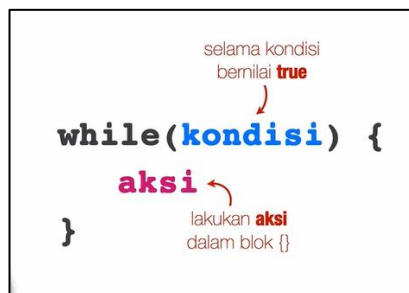 selama kondisi
bernilai true
while(kondisi) {
aksi
}
lakukan aksi
dalam blok {}